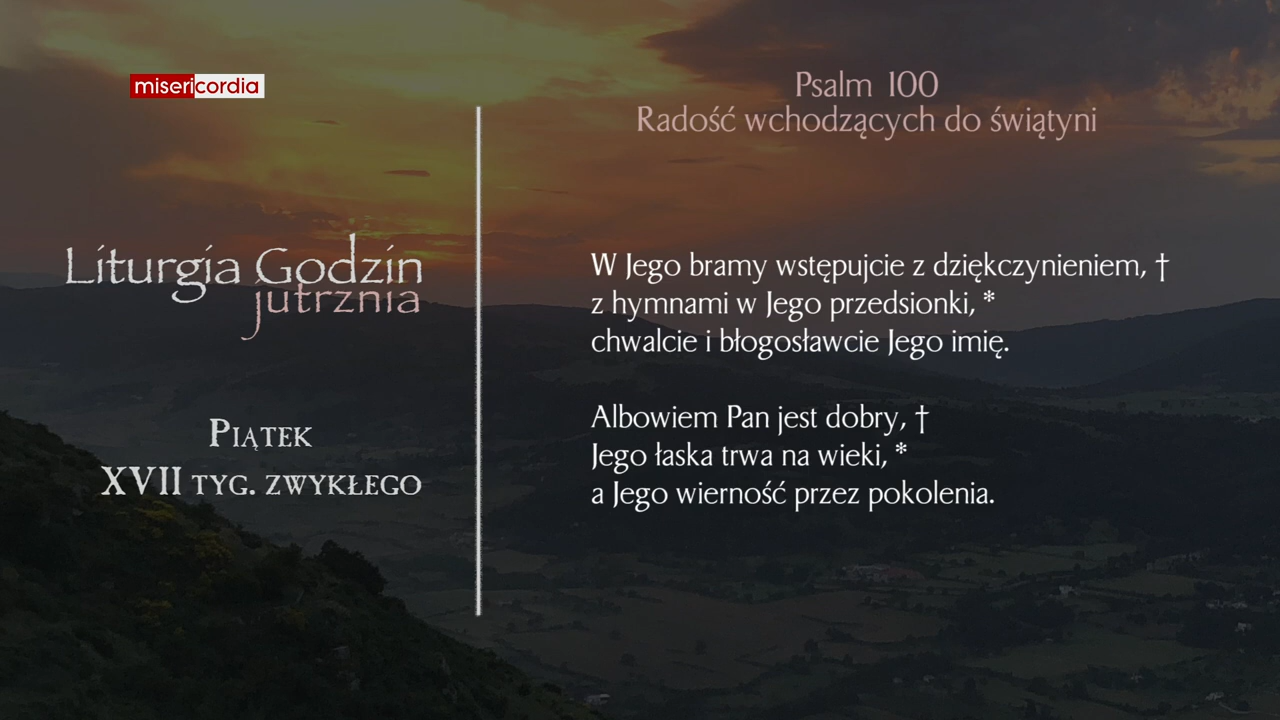 misericordia
Liturgia Godzin
jutrznia
Piątek
XVII tyg. zwykłego
Psalm 100
Radość wchodzących do świątyni
W Jego bramy wstępujcie z dziękczynieniem, †
z hymnami w Jego przedsionki, *
chwalcie i błogosławcie Jego imię.
Albowiem Pan jest dobry, †
Jego łaska trwa na wieki, *
a Jego wierność przez pokolenia.